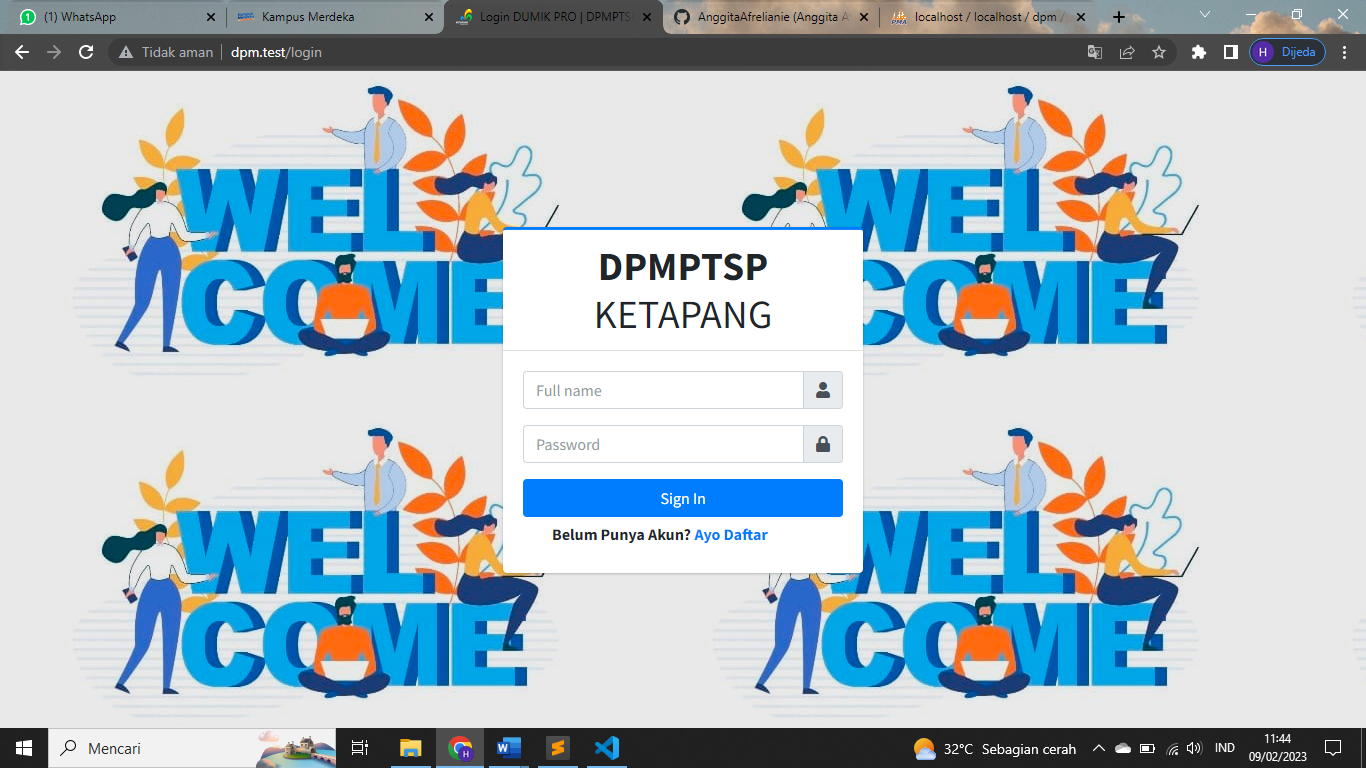 (1) WhatsApp
Kampus Merdeka
Login DUMIK PRO | DPMPTS
AnggitaAfrelianie (Anggita A
localhost / localhost / dpm /
Tidak aman
dpm.test/login
H
Dijeda
WEL
COME
WEL
COME
DPMPTSP
KETAPANG
Full name
Password
Sign In
Belum Punya Akun? Ayo Daftar
WEL
COME
WEL
COME
Mencari
32°C Sebagian cerah
IND
11:44
09/02/2023